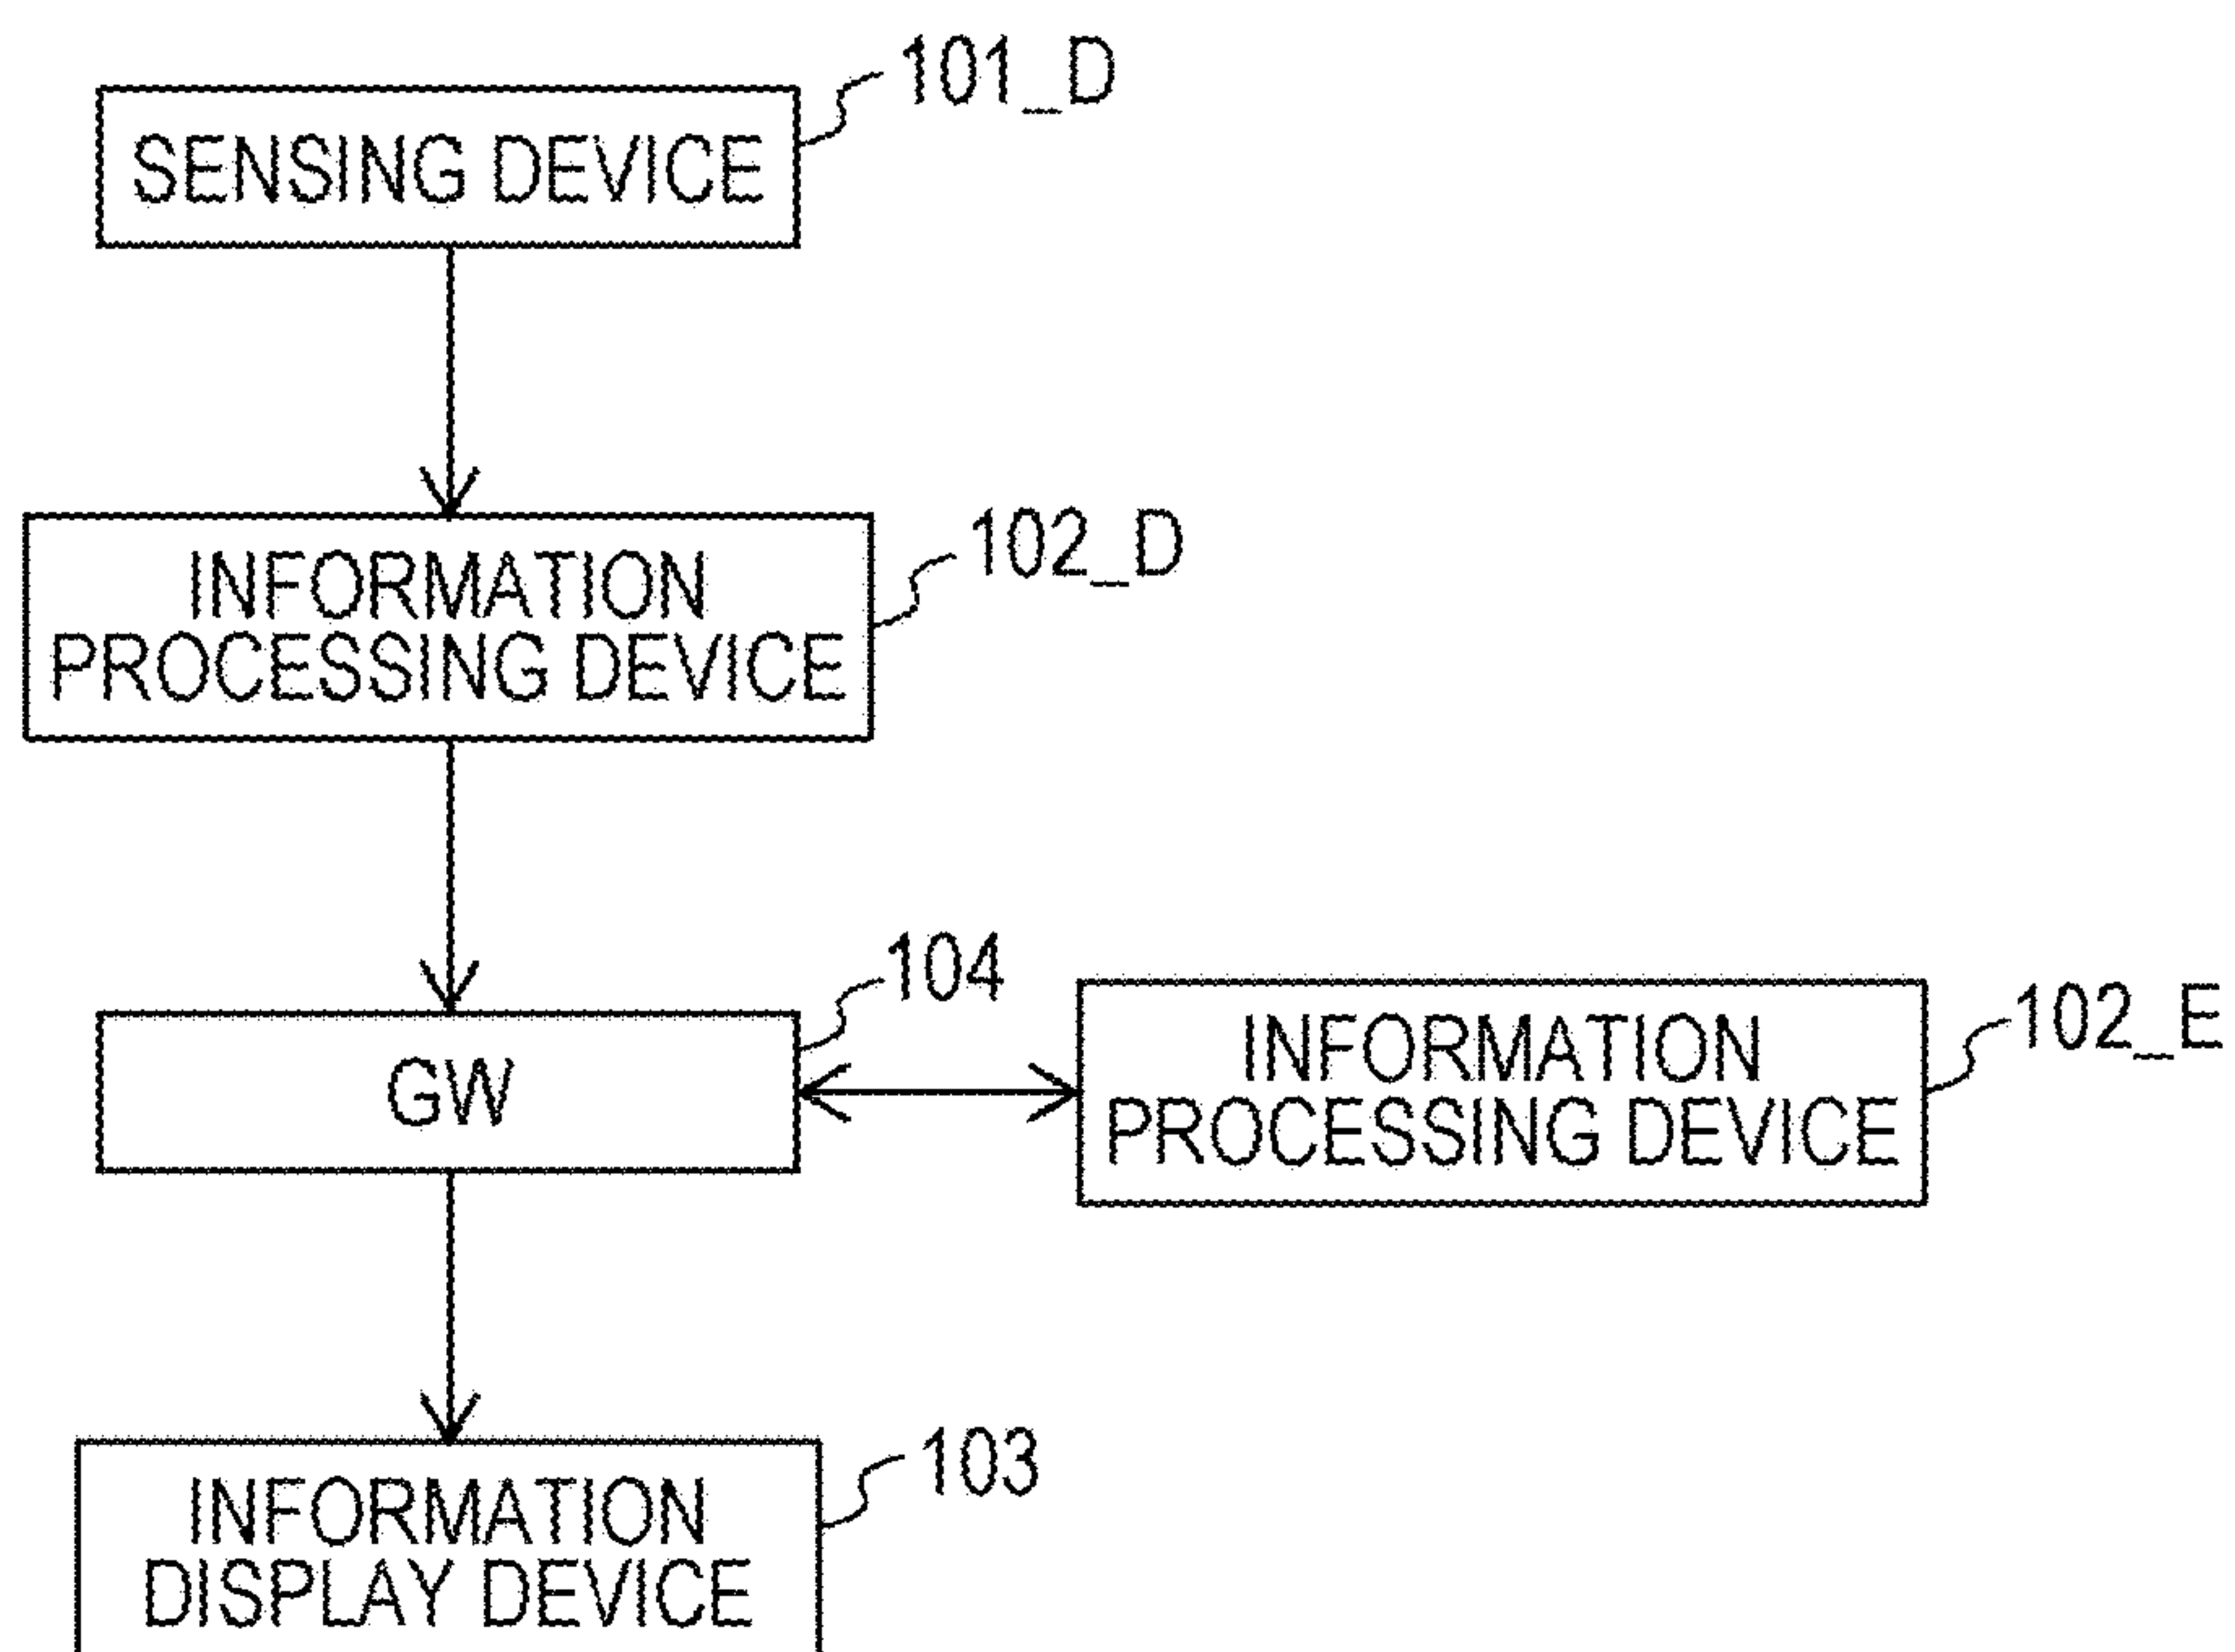 101_D
SENSING DEVICE
102_D
INFORMATION
PROCESSING DEVICE
104
GW
102_E
INFORMATION
PROCESSING DEVICE
103
INFORMATION
DISPLAY DEVICE